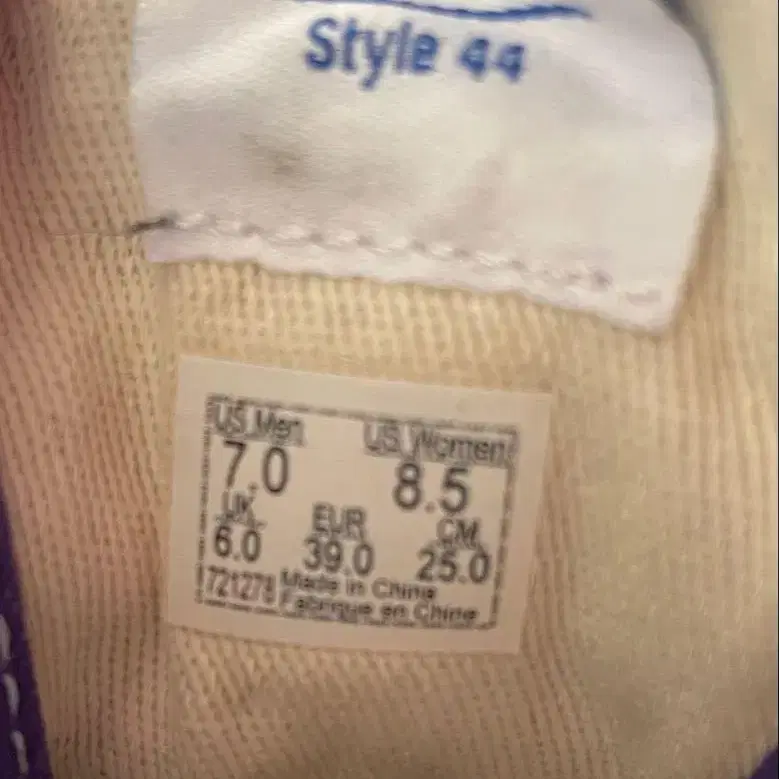 Style 44
US Men US Women
7.0 8.5
UK EUR CM
6.0 39.0 25.0
721278 Made in China
Fabrique en Chine